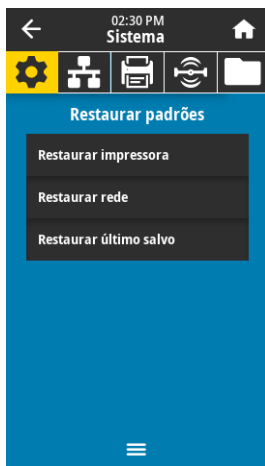 02:30 PM
Sistema
Restaurar padrões
Restaurar impressora
Restaurar rede
Restaurar último salvo